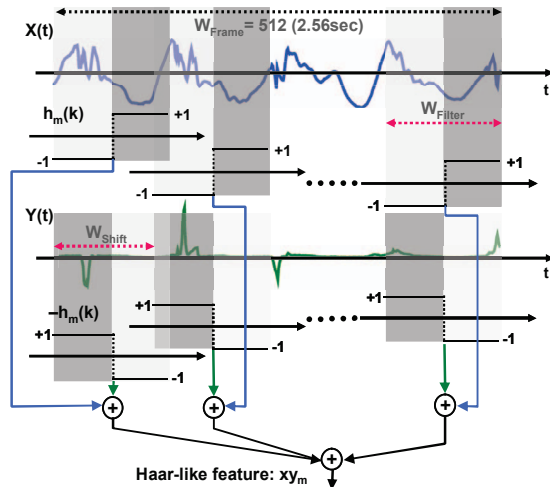 W_Frame = 512 (2.56sec)
X(t)
t
h_m(k)
+1
-1
+1
-1
W_Filter
+1
-1
Y(t)
W_Shift
t
−h_m(k)
+1
-1
+1
-1
+1
-1
+
+
+
+
Haar-like feature: xy_m